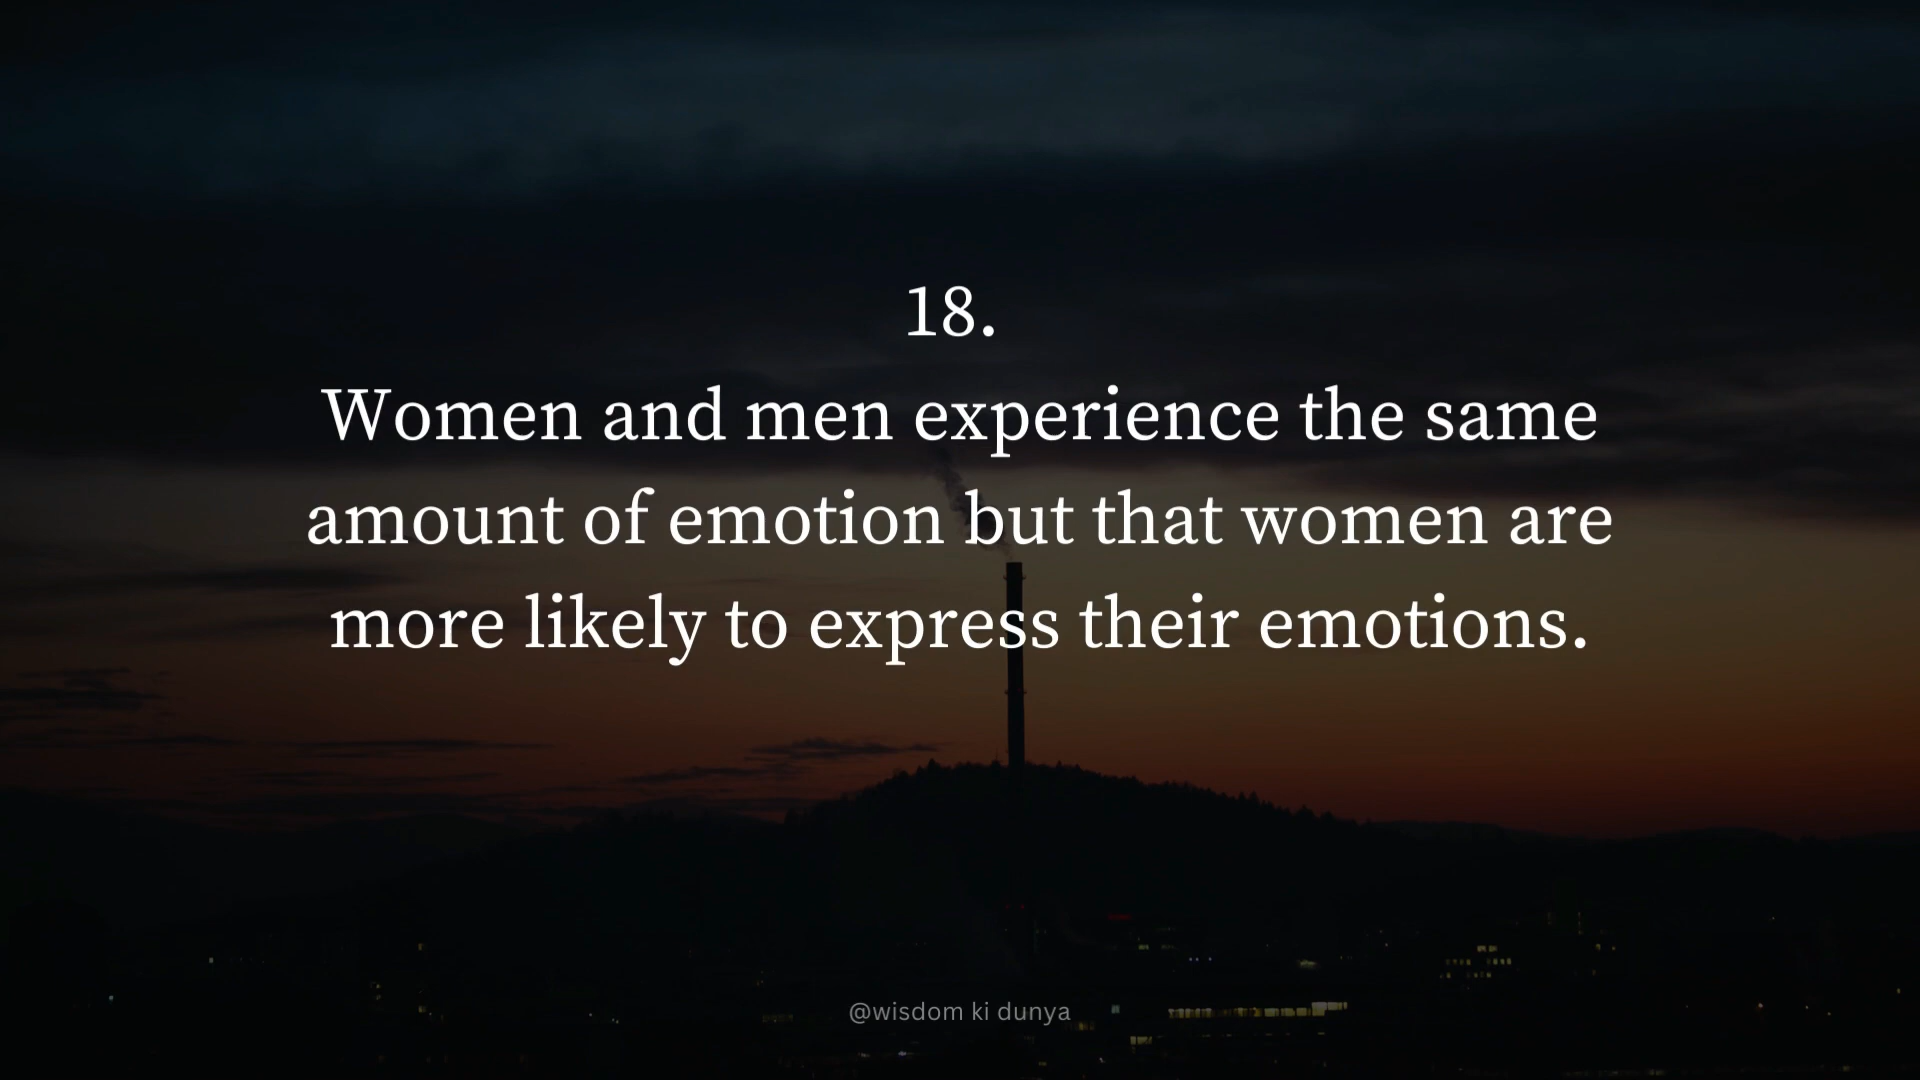 18.
Women and men experience the same
amount of emotion but that women are
more likely to express their emotions.
@wisdom ki dunya